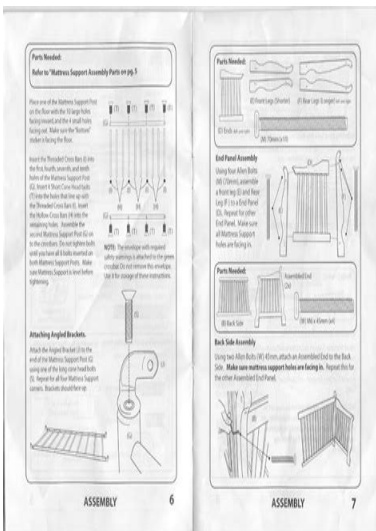 Parts Needed:
Refer to "Mattress Support Assembly Parts on pg. 5
Place one of the Mattress Support Post
on the floor with the 10 large holes
facing inward, and the 4 small holes
facing out. Make sure the "Bottom"
sticker is facing the floor.
Insert the Threaded Cross Bars (I) into
the first, fourth, seventh, and tenth
holes of the Mattress Support Post
(G). Insert 4 Short Cone Head bolts
(T) into the holes that line up with
the Threaded Cross Bars (I). Insert
the Hollow Cross Bars (H) into the
remaining holes. Assemble the
second Mattress Support Post (G) on
to the crossbars. Do not tighten bolts
until you have all 8 bolts inserted on
both Mattress Support Posts. Make
sure Mattress Support is level before
tightening.
NOTE: The envelope with required
safety warnings is attached to the green
crossbar. Do not remove this envelope.
Use it for storage of these instructions.
Attaching Angled Brackets.
Attach the Angled Bracket (J) to the
end of the Mattress Support Post (G)
using one of the long cone head bolts
(S). Repeat for all four Mattress Support
corners. Brackets should face up.
(S)
(G)
ASSEMBLY 6
Parts Needed:
(E) Front Legs (Shorter)
(F) Rear Legs (Longer)
(D) Ends
End Panel Assembly
Using four Allen Bolts
(M) (70mm), assemble
a front leg (E) and Rear
Leg (F) to a End Panel
(D). Repeat for other
End Panel. Make sure
all Mattress Support
holes are facing in.
Parts Needed:
Assembled End
(2x)
(B) Back Side
Back Side Assembly
Using two Allen Bolts (W) 45mm, attach an Assembled End to the Back
Side. Make sure mattress support holes are facing in. Repeat this for
the other Assembled End Panel.
ASSEMBLY 7